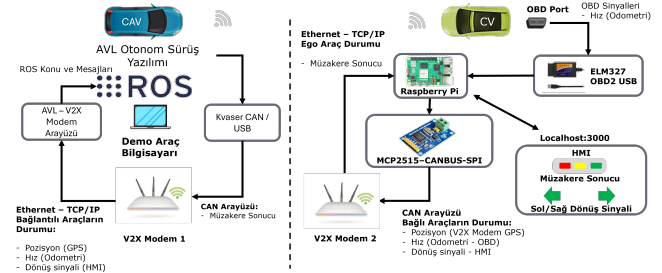 CAV
AVL Otonom Sürüş
Yazılımı
ROS Konu ve Mesajları
ROS
AVL – V2X
Modem
Arayüzü
Demo Araç
Bilgisayarı
Kvaser CAN /
USB
Ethernet – TCP/IP
Bağlantılı Araçların
Durumu:
- Pozisyon (GPS)
- Hız (Odometri)
- Dönüş sinyali (HMI)
V2X Modem 1
CAN Arayüzü:
- Müzakere Sonucu
CV
OBD Port
OBD Sinyalleri
- Hız (Odometri)
Ethernet – TCP/IP
Ego Araç Durumu
- Müzakere Sonucu
Raspberry Pi
ELM327
OBD2 USB
MCP2515–CANBUS-SPI
Localhost:3000
HMI
Müzakere Sonucu
Sol/Sağ Dönüş Sinyali
V2X Modem 2
CAN Arayüzü
Bağlı Araçların Durumu:
- Pozisyon (V2X Modem GPS)
- Hız (Odometri - OBD)
- Dönüş sinyali - HMI